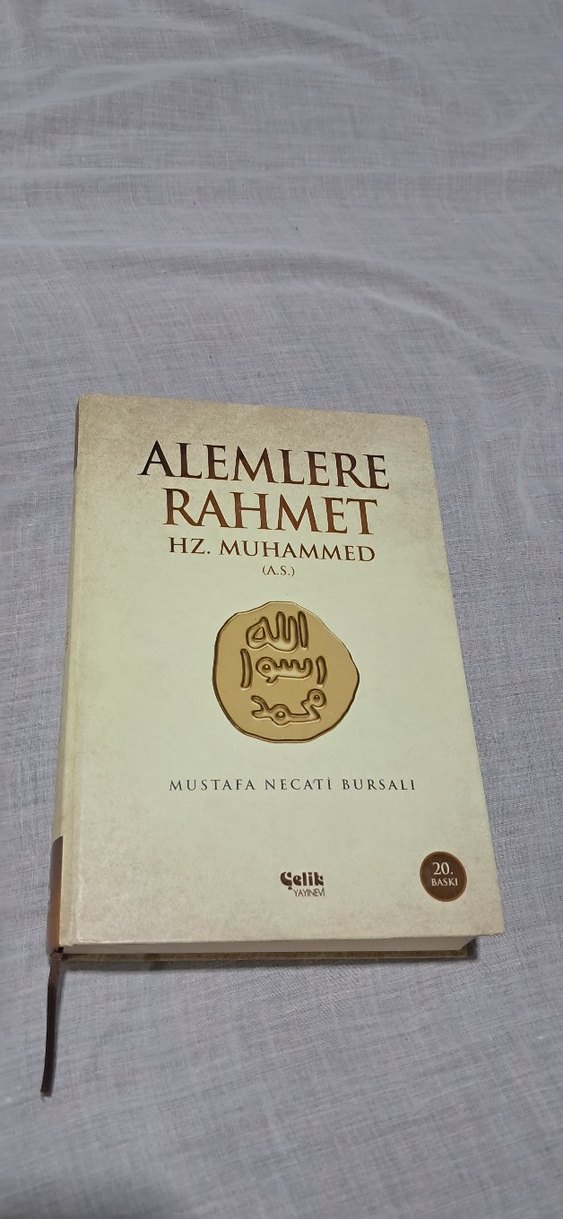 ALEMLERE
RAHMET
HZ. MUHAMMED
(A.S.)
الله
رسول
محمد
MUSTAFA NECATİ BURSALI
Çelik
YAYINEVİ
20.
BASKI